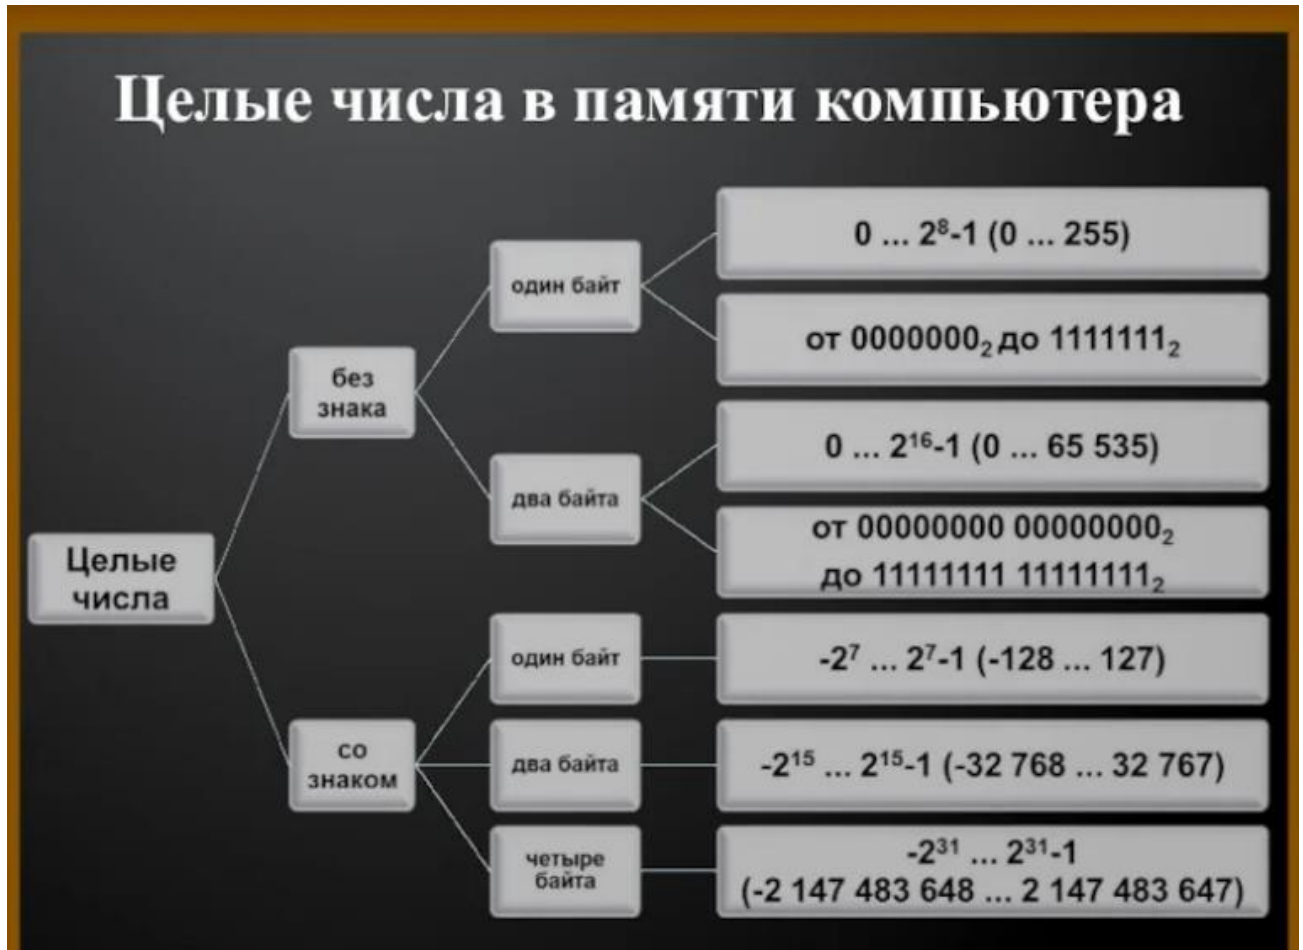 Целые числа в памяти компьютера
Целые
числа
без
знака
один байт
0 ... 2⁸-1 (0 ... 255)
от 0000000₂ до 1111111₂
два байта
0 ... 2¹⁶-1 (0 ... 65 535)
от 00000000 00000000₂
до 11111111 11111111₂
со
знаком
один байт
-2⁷ ... 2⁷-1 (-128 ... 127)
два байта
-2¹⁵ ... 2¹⁵-1 (-32 768 ... 32 767)
четыре
байта
-2³¹ ... 2³¹-1
(-2 147 483 648 ... 2 147 483 647)